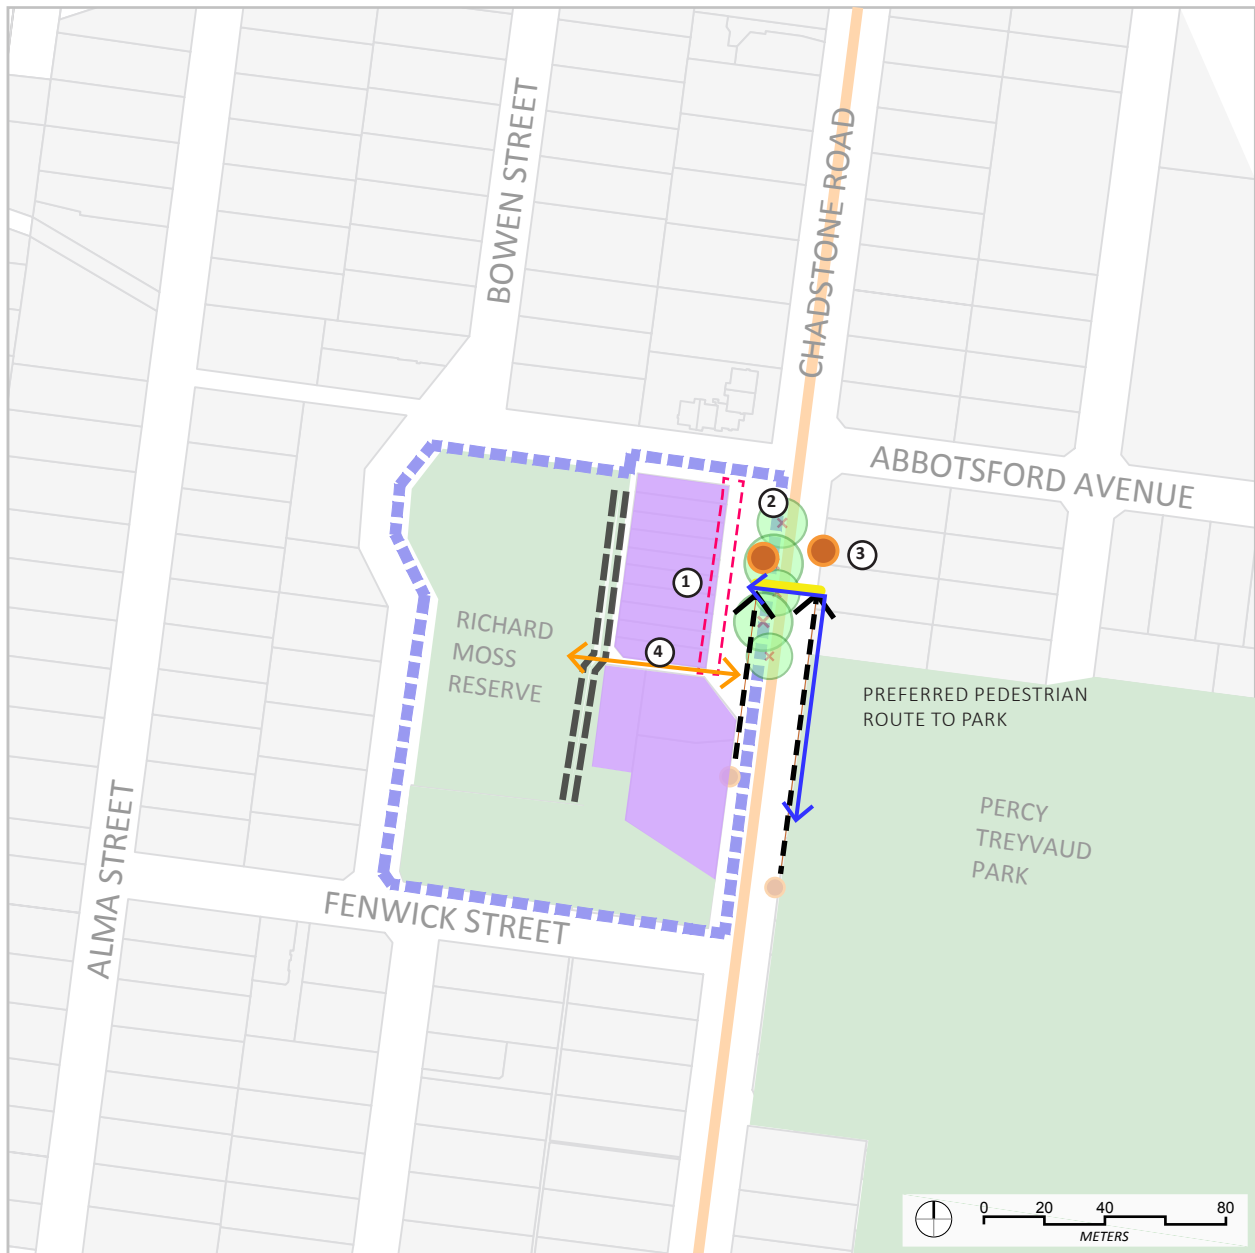 BOWEN STREET
CHADSTONE ROAD
ABBOTSFORD AVENUE
2
3
1
4
RICHARD
MOSS
RESERVE
PREFERRED PEDESTRIAN
ROUTE TO PARK
PERCY
TREYVAUD
PARK
ALMA STREET
FENWICK STREET
0 20 40 80
METERS